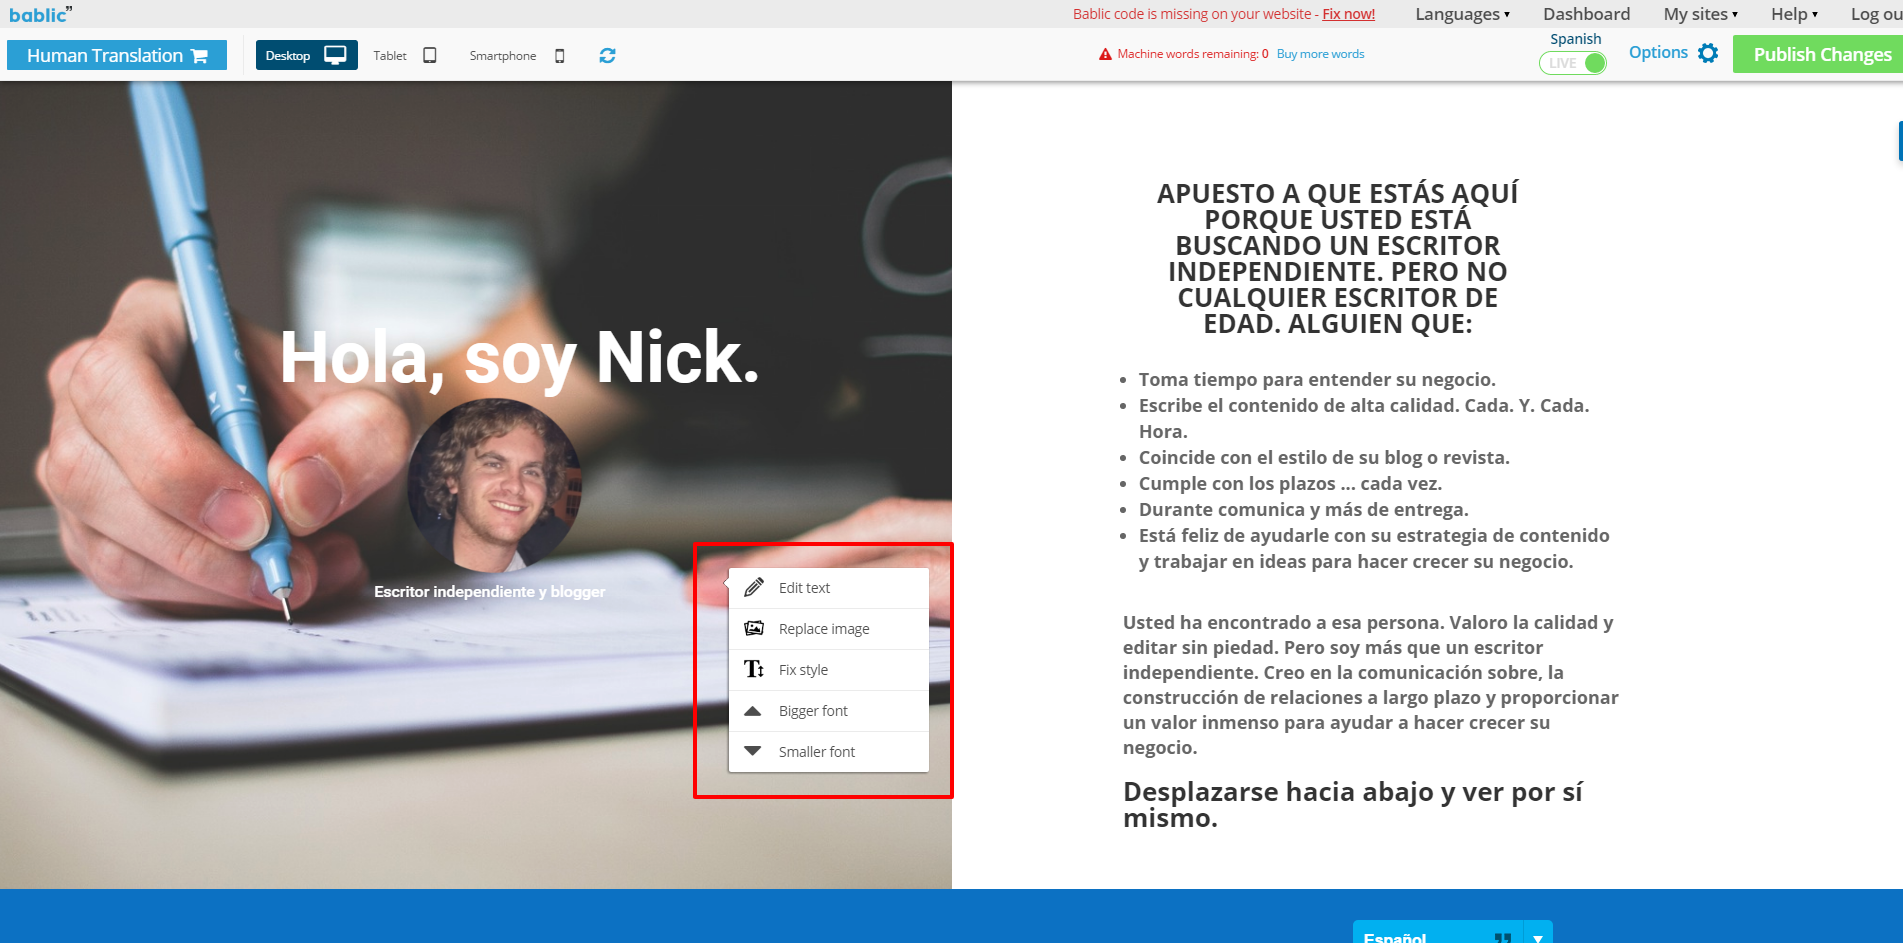 bablic"
Bablic code is missing on your website - Fix now!
Languages
Dashboard
My sites
Help
Log ou
Human Translation
Desktop
Tablet
Smartphone
Machine words remaining: 0 Buy more words
Spanish
LIVE
Options
Publish Changes
Hola, soy Nick.
Escritor independiente y blogger
Edit text
Replace image
Fix style
Bigger font
Smaller font
APUESTO A QUE ESTÁS AQUÍ
PORQUE USTED ESTÁ
BUSCANDO UN ESCRITOR
INDEPENDIENTE. PERO NO
CUALQUIER ESCRITOR DE
EDAD. ALGUIEN QUE:
• Toma tiempo para entender su negocio.
• Escribe el contenido de alta calidad. Cada. Y. Cada.
Hora.
• Coincide con el estilo de su blog o revista.
• Cumple con los plazos ... cada vez.
• Durante comunica y más de entrega.
• Está feliz de ayudarle con su estrategia de contenido
y trabajar en ideas para hacer crecer su negocio.
Usted ha encontrado a esa persona. Valoro la calidad y
editar sin piedad. Pero soy más que un escritor
independiente. Creo en la comunicación sobre, la
construcción de relaciones a largo plazo y proporcionar
un valor inmenso para ayudar a hacer crecer su
negocio.
Desplazarse hacia abajo y ver por sí
mismo.
Español